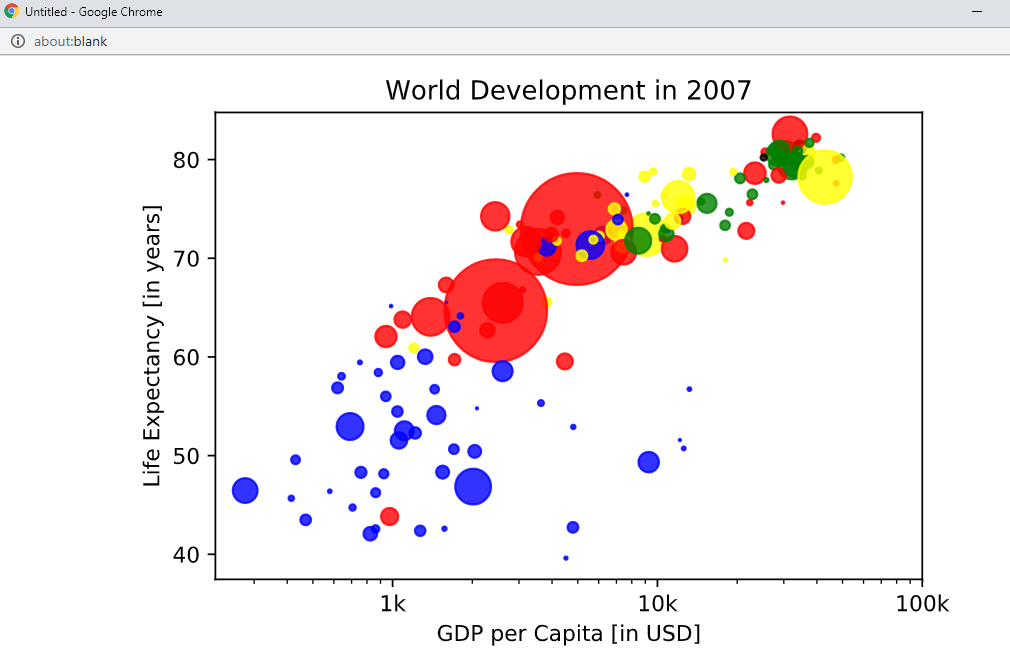 Untitled - Google Chrome
about:blank
World Development in 2007
Life Expectancy [in years]
80
70
60
50
40
1k
10k
100k
GDP per Capita [in USD]